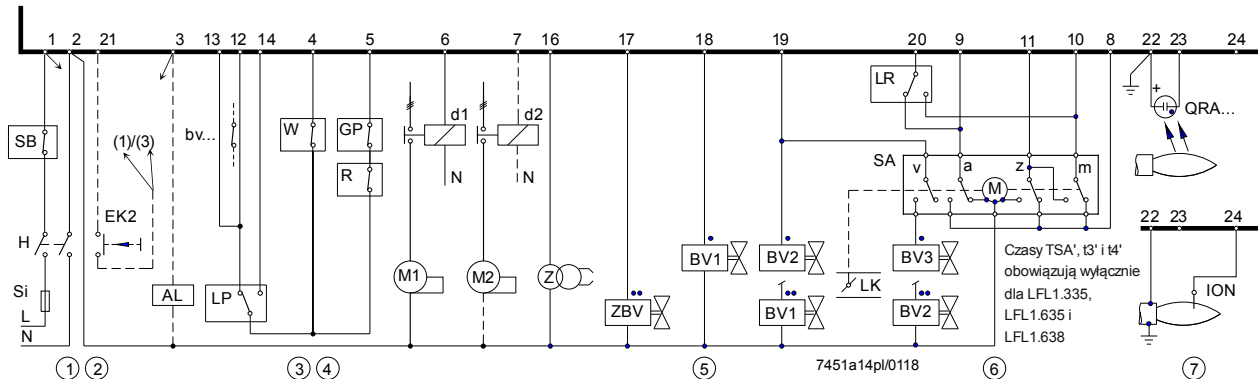 1 2 21 3 13 12 14 4 5 6 7 16 17 18 19 20 9 11 10 8 22 23 24
LR
+
QRA...
d1
d2
SB
(1)/(3)
bv...
W
GP
R
N
N
SA
v
a
z
m
M
EK2
H
22 23 24
Si
L
N
AL
LP
M1
M2
Z
ZBV
BV1
BV2
BV1
LK
BV3
BV2
Czasy TSA', t3' i t4'
obowiązują wyłącznie
dla LFL1.335,
LFL1.635 i
LFL1.638
ION
1 2 3 4 5 7451a14pl/0118 6 7